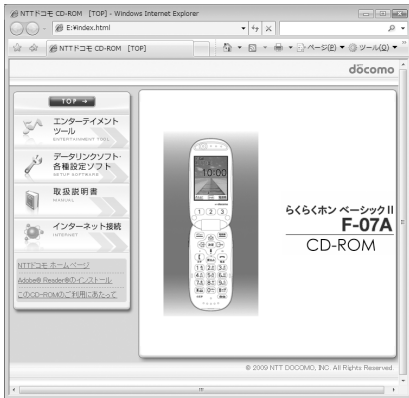 NTTドコモ CD-ROM [TOP] - Windows Internet Explorer
E:¥index.html
NTTドコモ CD-ROM [TOP]
ページ(P)
ツール(O)
döcomo
TOP
エンターテイメント
ツール
ENTERTAINMENT TOOL
データリンクソフト・
各種設定ソフト
SETUP SOFTWARE
取扱説明書
MANUAL
インターネット接続
INTERNET
NTTドコモ ホームページ
Adobe® Reader®のインストール
このCD-ROMのご利用にあたって
10:00
らくらくホン ベーシックⅡ
F-07A
CD-ROM
© 2009 NTT DOCOMO, INC. All Rights Reserved.